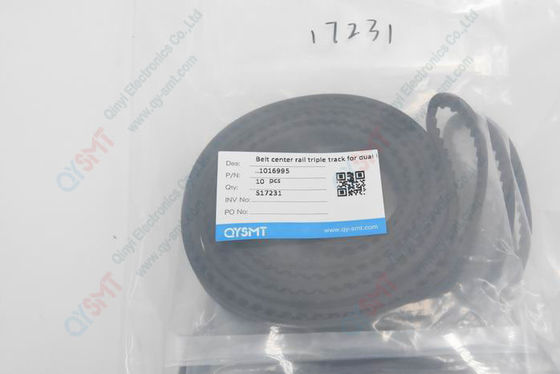 17231
Des: Belt center rail triple track for dual
P/N: ..1016995
Qty: 10 pcs
INV No: S17231
PO No:
QYSMT www.qy-smt.com
QYSMT
Qinyi Electronics Co.,Ltd
www.qy-smt.com